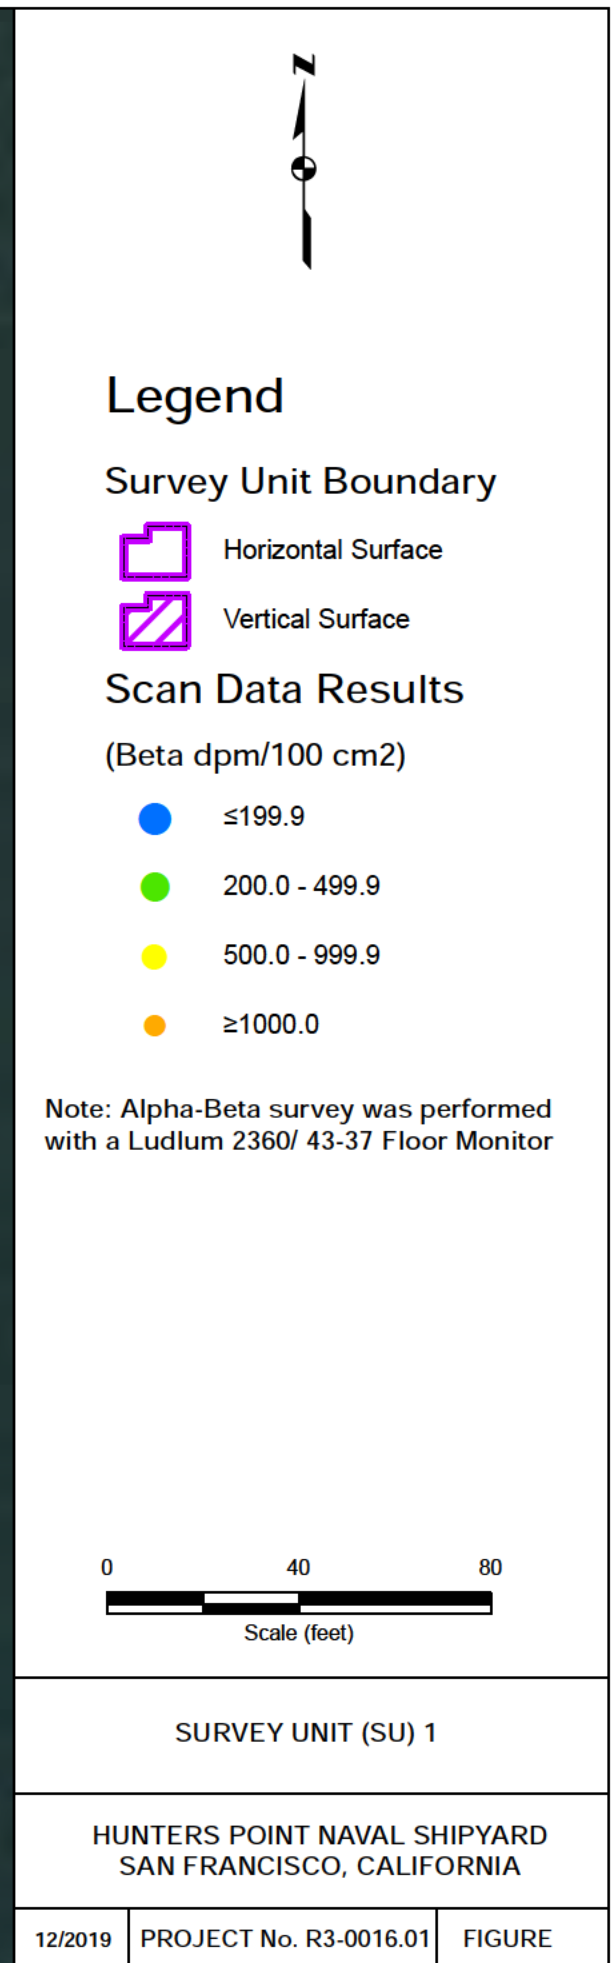 N
Legend
Survey Unit Boundary
Horizontal Surface
Vertical Surface
Scan Data Results
(Beta dpm/100 cm2)
≤199.9
200.0 - 499.9
500.0 - 999.9
≥1000.0
Note: Alpha-Beta survey was performed
with a Ludlum 2360/ 43-37 Floor Monitor
0 40 80
Scale (feet)
SURVEY UNIT (SU) 1
HUNTERS POINT NAVAL SHIPYARD
SAN FRANCISCO, CALIFORNIA
12/2019 PROJECT No. R3-0016.01 FIGURE